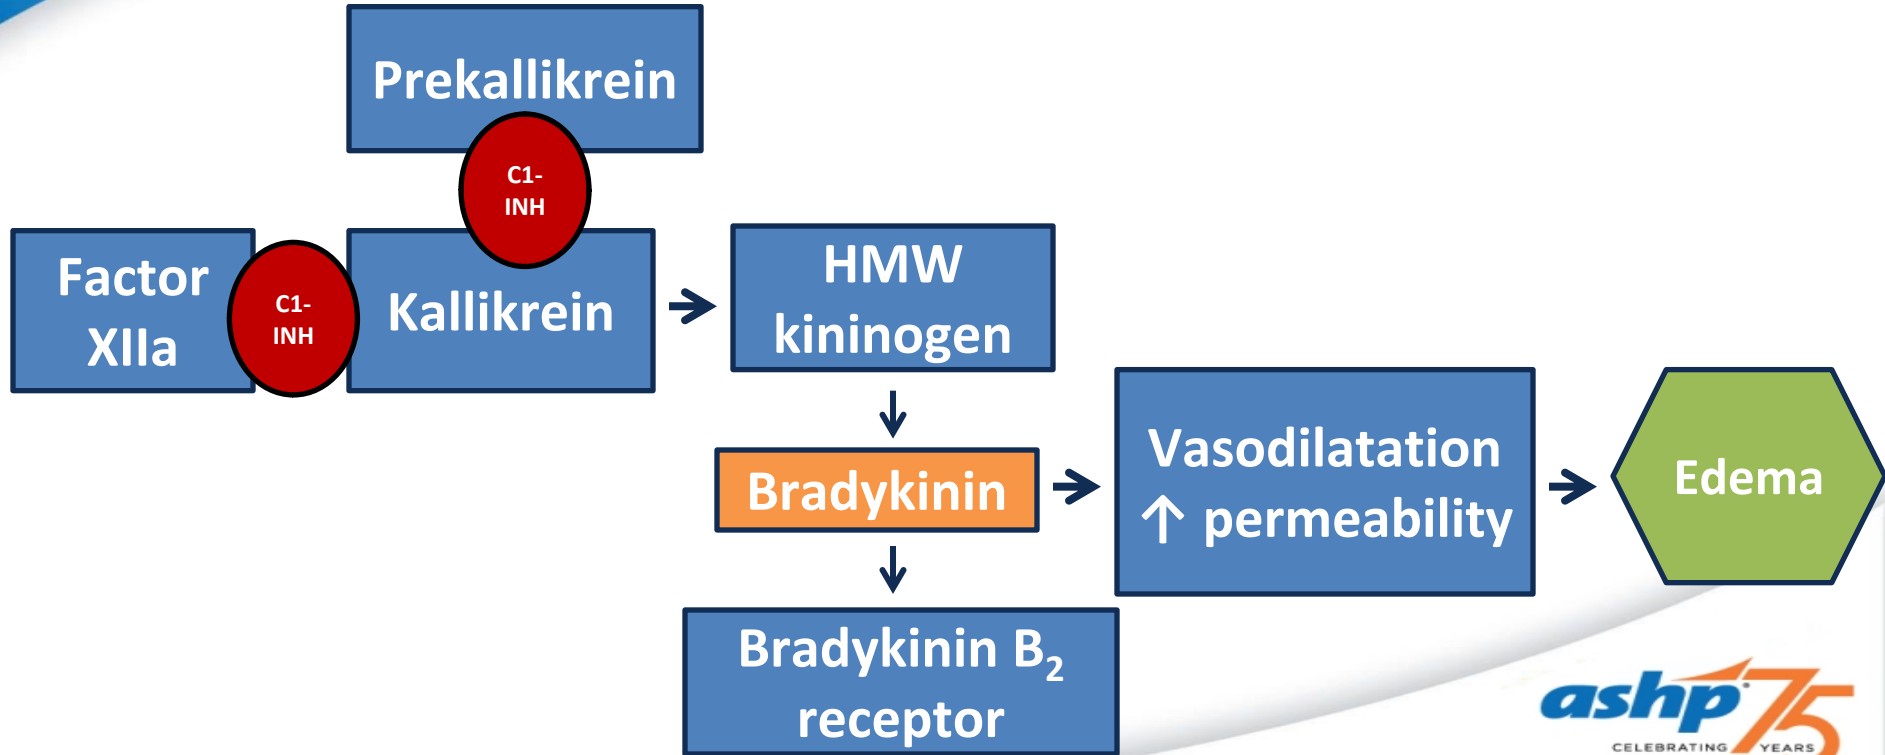 Prekallikrein
C1-
INH
Factor
XIIa
C1-
INH
Kallikrein
HMW
kininogen
Bradykinin
Vasodilatation
↑ permeability
Edema
Bradykinin B₂
receptor
ashp 75
CELEBRATING YEARS